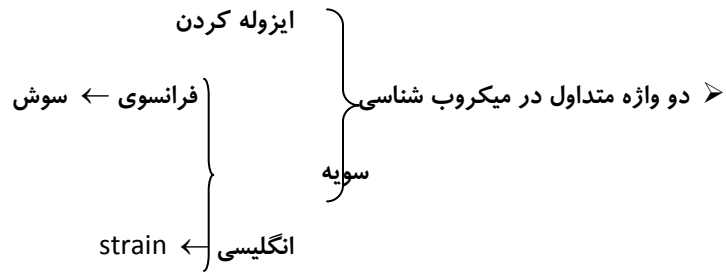 ایزوله کردن
دو واژه متداول در میکروب شناسی
فرانسوی ← سوش
سویه
انگلیسی ← strain